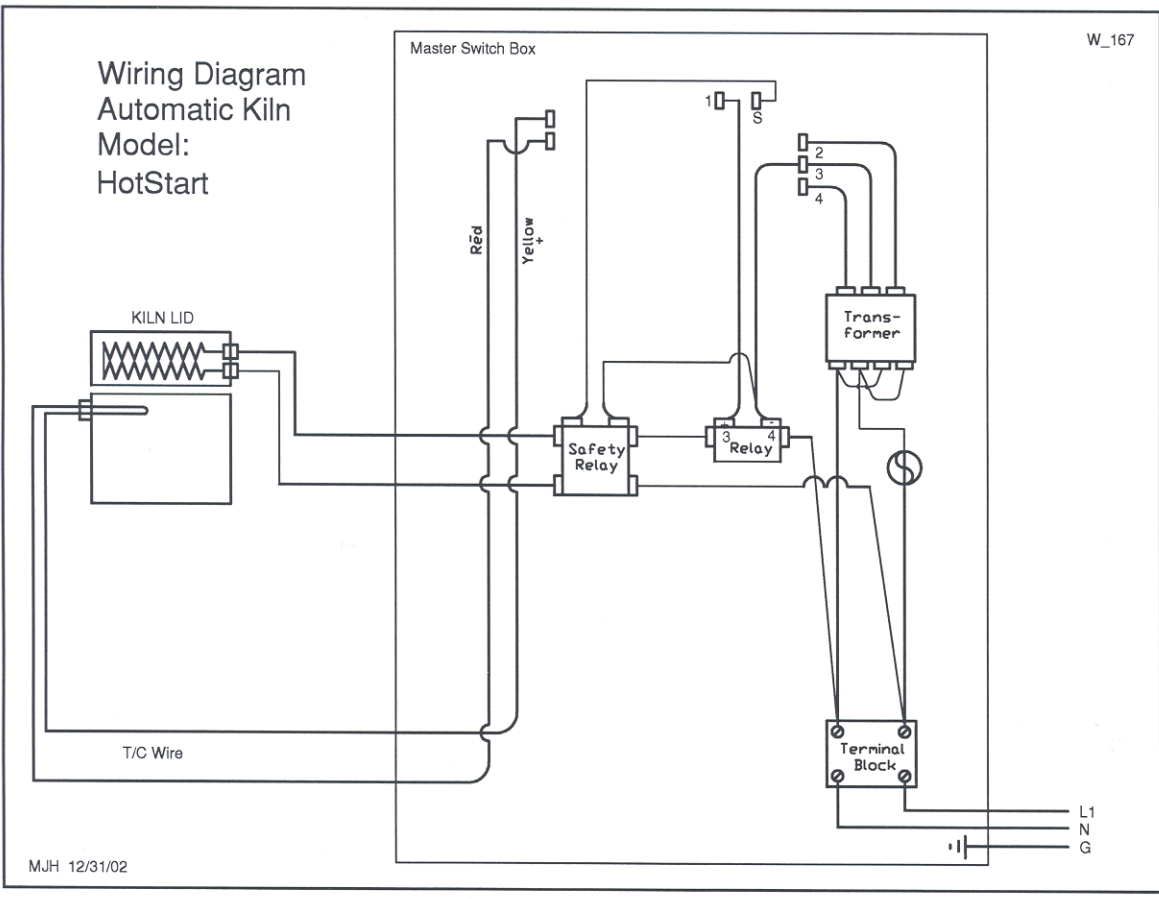 Wiring Diagram
Automatic Kiln
Model:
HotStart
Master Switch Box
W_167
1
S
2
3
4
Red
-
Yellow
+
KILN LID
Trans-
former
+
-
3
4
Relay
Safety
Relay
T/C Wire
Terminal
Block
L1
N
G
MJH 12/31/02